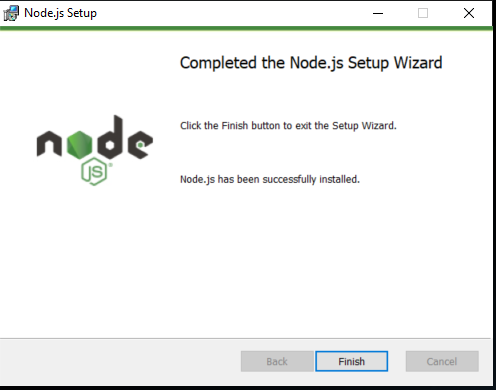 Node.js Setup
Completed the Node.js Setup Wizard
Click the Finish button to exit the Setup Wizard.
node
JS
Node.js has been successfully installed.
Back
Finish
Cancel